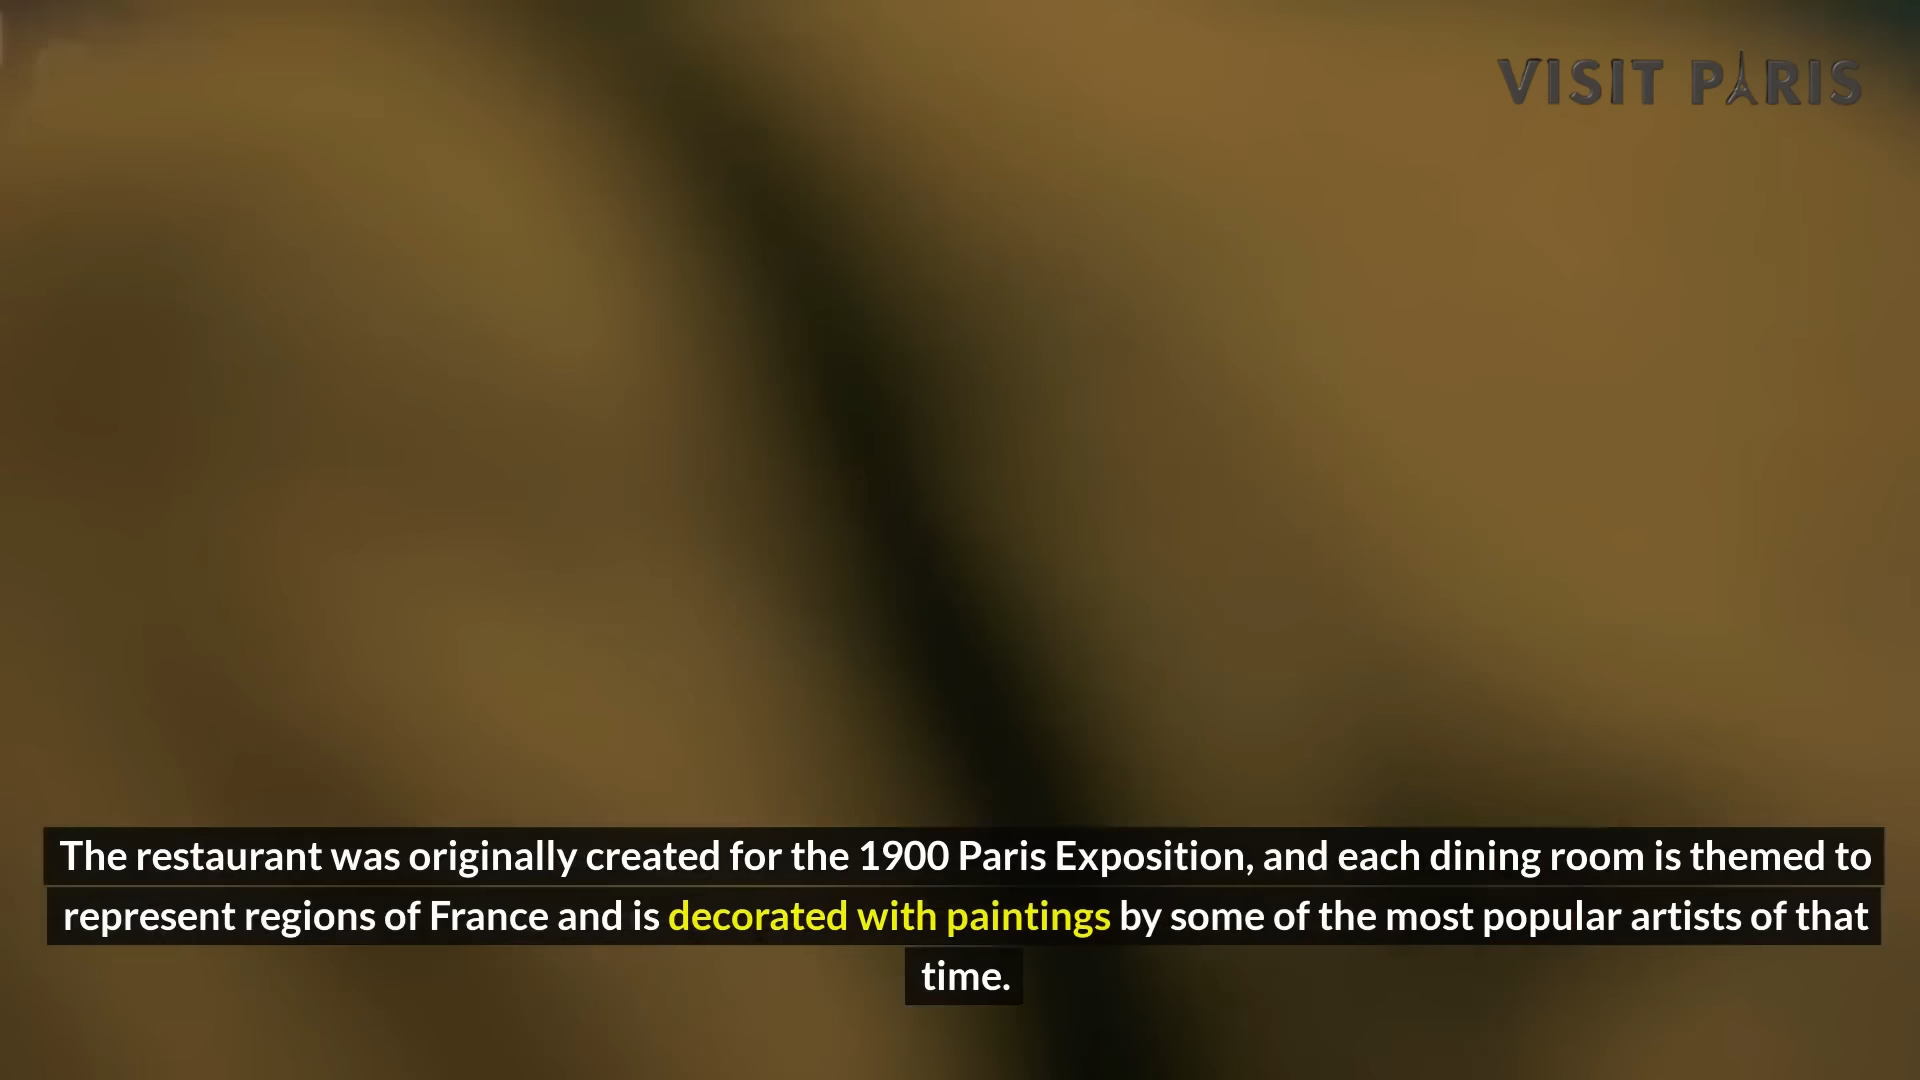 VISIT PARIS
The restaurant was originally created for the 1900 Paris Exposition, and each dining room is themed to
represent regions of France and is decorated with paintings by some of the most popular artists of that
time.